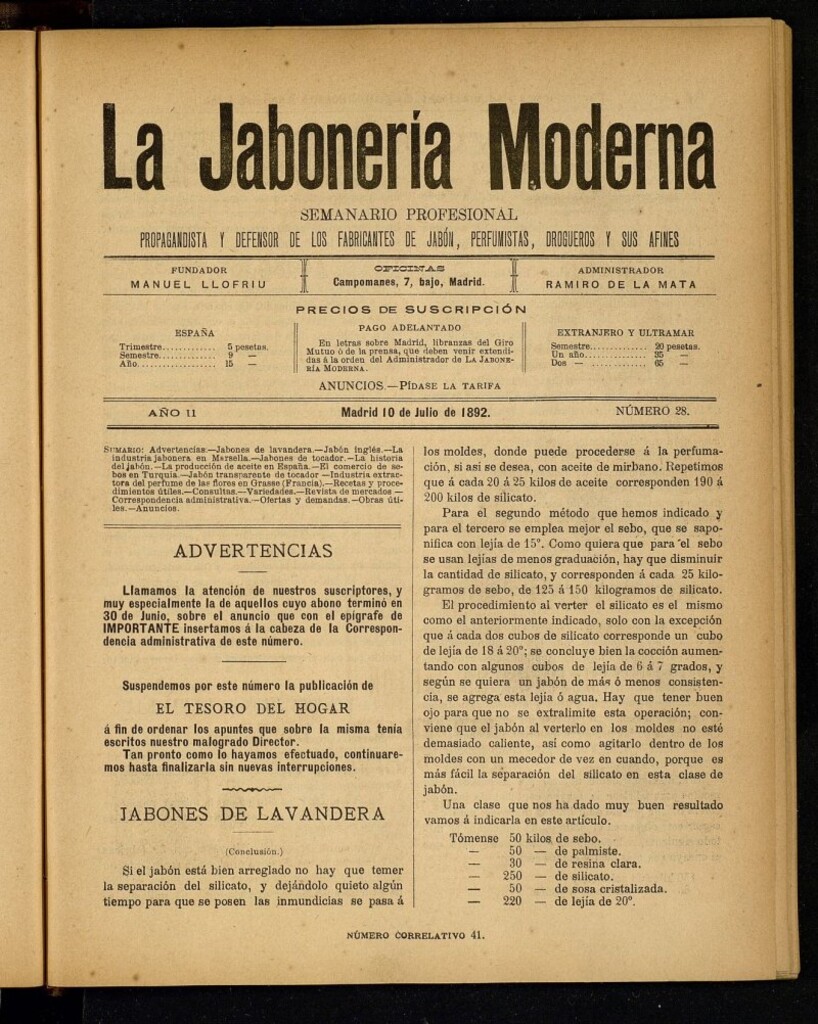 La Jabonería Moderna
SEMANARIO PROFESIONAL
PROPAGANDISTA Y DEFENSOR DE LOS FABRICANTES DE JABÓN, PERFUMISTAS, DROGUEROS Y SUS AFINES
FUNDADOR
MANUEL LLOFRIU
OFICINAS
Campomanes, 7, bajo, Madrid.
ADMINISTRADOR
RAMIRO DE LA MATA
PRECIOS DE SUSCRIPCIÓN
ESPAÑA
Trimestre............. 5 pesetas.
Semestre............. 9 —
Año.................. 15 —
PAGO ADELANTADO
En letras sobre Madrid, libranzas del Giro
Mutuo ó de la prensa, que deben venir extendi-
das á la orden del Administrador de LA JABONE-
RÍA MODERNA.
EXTRANJERO Y ULTRAMAR
Semestre.............. 20 pesetas.
Un año................ 35 —
Dos — .............. 65 —
ANUNCIOS.—PÍDASE LA TARIFA
AÑO II
Madrid 10 de Julio de 1892.
NÚMERO 28.
SUMARIO: Advertencias.—Jabones de lavandera.—Jabón inglés.—La
industria jabonera en Marsella.—Jabones de tocador.—La historia
del jabón.—La producción de aceite en España.—El comercio de se-
bos en Turquía.—Jabón transparente de tocador —Industria extrac-
tora del perfume de las flores en Grasse (Francia).—Recetas y proce-
dimientos útiles.—Consultas.—Variedades.—Revista de mercados —
Correspondencia administrativa.—Ofertas y demandas.—Obras úti-
les.—Anuncios.
ADVERTENCIAS
Llamamos la atención de nuestros suscriptores, y
muy especialmente la de aquellos cuyo abono terminó en
30 de Junio, sobre el anuncio que con el epígrafe de
IMPORTANTE insertamos á la cabeza de la Correspon-
dencia administrativa de este número.
Suspendemos por este número la publicación de
EL TESORO DEL HOGAR
á fin de ordenar los apuntes que sobre la misma tenía
escritos nuestro malogrado Director.
Tan pronto como lo hayamos efectuado, continuare-
mos hasta finalizarla sin nuevas interrupciones.
JABONES DE LAVANDERA
(Conclusión.)
Si el jabón está bien arreglado no hay que temer
la separación del silicato, y dejándolo quieto algún
tiempo para que se posen las inmundicias se pasa á
los moldes, donde puede procederse á la perfuma-
ción, si asi se desea, con aceite de mirbano. Repetimos
que á cada 20 á 25 kilos de aceite corresponden 190 á
200 kilos de silicato.
Para el segundo método que hemos indicado y
para el tercero se emplea mejor el sebo, que se sapo-
nifica con lejía de 15°. Como quiera que para el sebo
se usan lejías de menos graduación, hay que disminuir
la cantidad de silicato, y corresponden á cada 25 kilo-
gramos de sebo, de 125 á 150 kilogramos de silicato.
El procedimiento al verter el silicato es el mismo
como el anteriormente indicado, solo con la excepción
que á cada dos cubos de silicato corresponde un cubo
de lejía de 18 á 20°; se concluye bien la cocción aumen-
tando con algunos cubos de lejía de 6 á 7 grados, y
según se quiera un jabón de más ó menos consisten-
cia, se agrega esta lejía ó agua. Hay que tener buen
ojo para que no se extralimite esta operación; con-
viene que el jabón al verterlo en los moldes no esté
demasiado caliente, así como agitarlo dentro de los
moldes con un mecedor de vez en cuando, porque es
más fácil la separación del silicato en esta clase de
jabón.
Una clase que nos ha dado muy buen resultado
vamos á indicarla en este artículo.
Tómense 50 kilos de sebo.
— 50 — de palmiste.
— 30 — de resina clara.
— 250 — de silicato.
— 50 — de sosa cristalizada.
— 220 — de lejía de 20°.
NÚMERO CORRELATIVO 41.